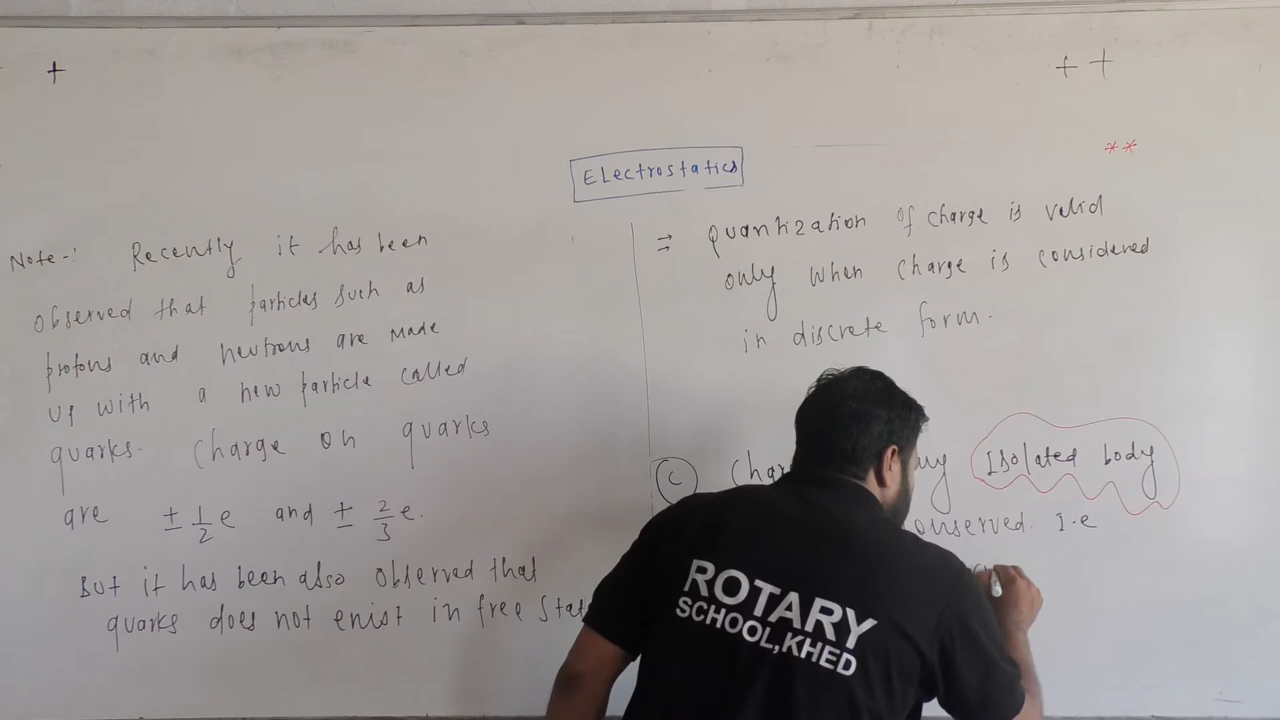 +
+ +
**
Electrostatics
Note-: Recently it has been
observed that particles such as
protons and neutrons are made
up with a new particle called
quarks. Charge on quarks
are ± 1/2 e and ± 2/3 e.
But it has been also observed that
quarks does not enist in free
⇒ quantization of charge is valid
only when charge is considered
in discrete form.
C
Isolated body
onserved. I.e
ROTARY
SCHOOL,KHED